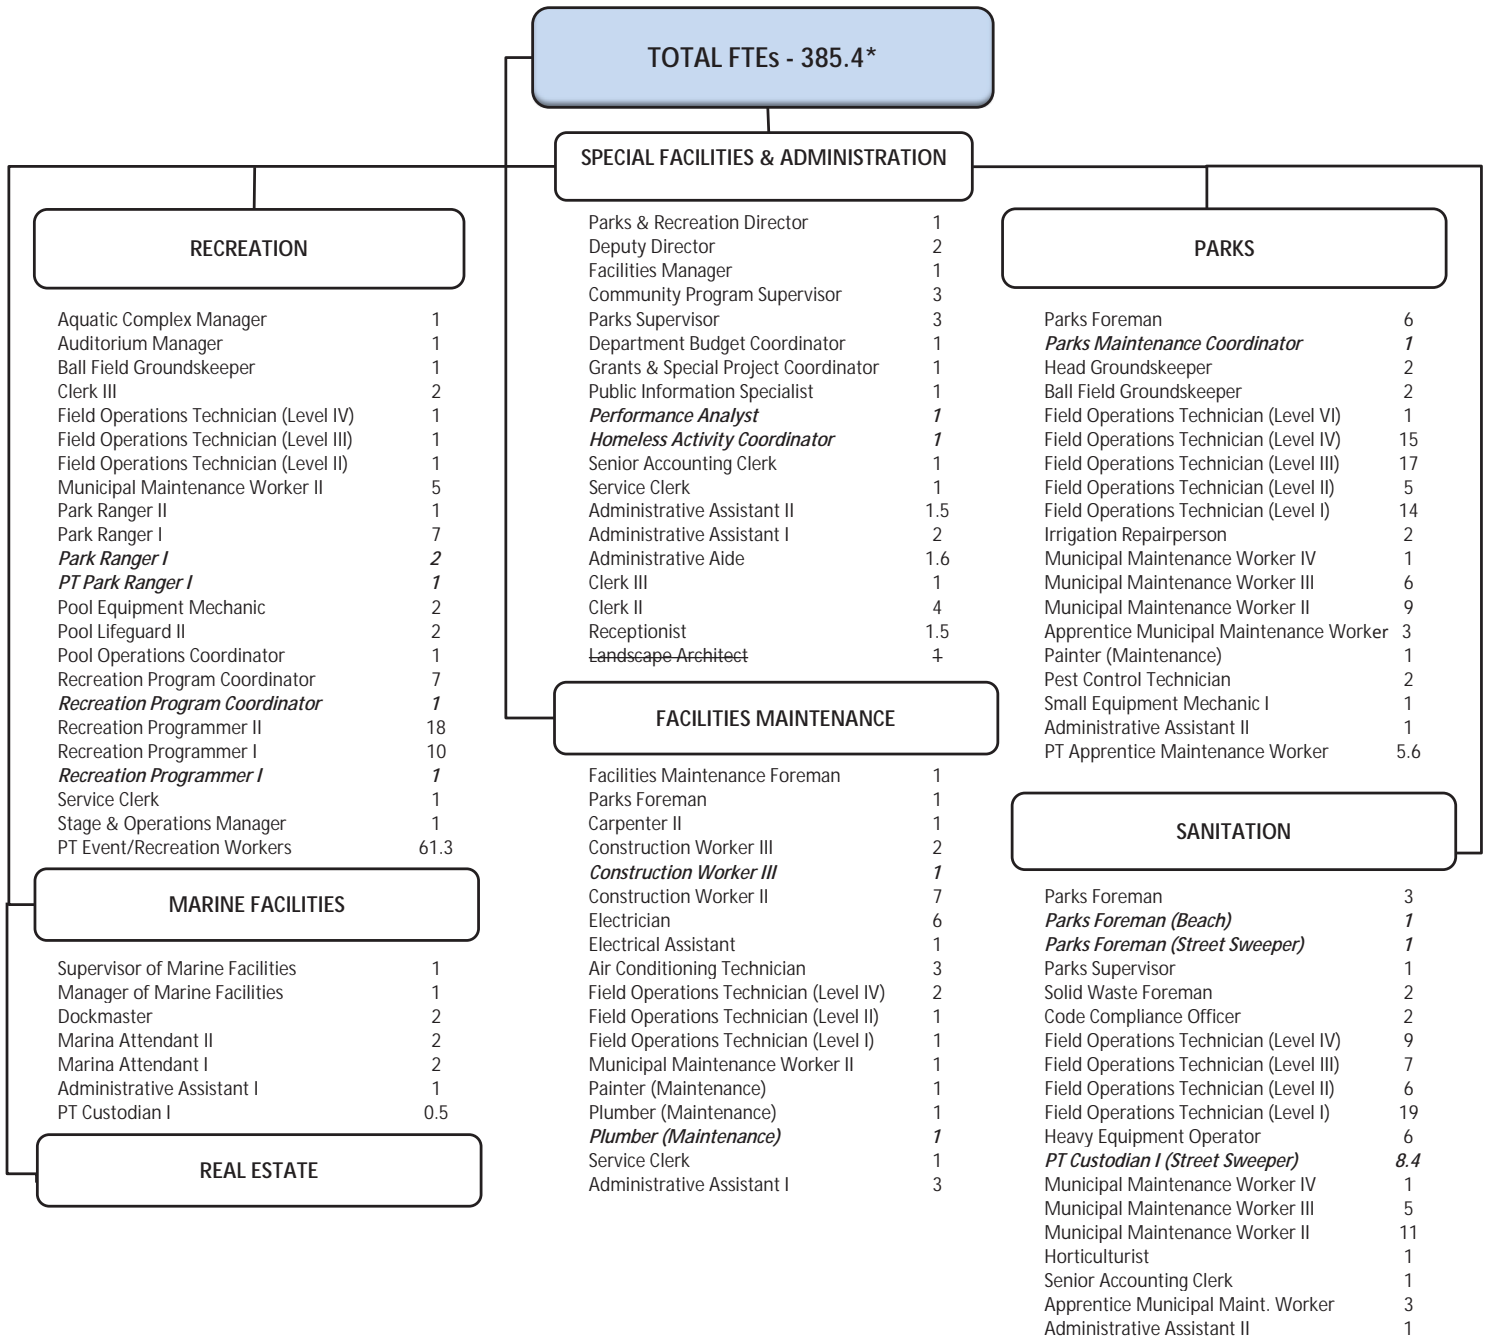 TOTAL FTEs - 385.4*
SPECIAL FACILITIES & ADMINISTRATION
Parks & Recreation Director 1
Deputy Director 2
Facilities Manager 1
Community Program Supervisor 3
Parks Supervisor 3
Department Budget Coordinator 1
Grants & Special Project Coordinator 1
Public Information Specialist 1
Performance Analyst 1
Homeless Activity Coordinator 1
Senior Accounting Clerk 1
Service Clerk 1
Administrative Assistant II 1.5
Administrative Assistant I 2
Administrative Aide 1.6
Clerk III 1
Clerk II 4
Receptionist 1.5
Landscape Architect 1
RECREATION
Aquatic Complex Manager 1
Auditorium Manager 1
Ball Field Groundskeeper 1
Clerk III 2
Field Operations Technician (Level IV) 1
Field Operations Technician (Level III) 1
Field Operations Technician (Level II) 1
Municipal Maintenance Worker II 5
Park Ranger II 1
Park Ranger I 7
Park Ranger I 2
PT Park Ranger I 1
Pool Equipment Mechanic 2
Pool Lifeguard II 2
Pool Operations Coordinator 1
Recreation Program Coordinator 7
Recreation Program Coordinator 1
Recreation Programmer II 18
Recreation Programmer I 10
Recreation Programmer I 1
Service Clerk 1
Stage & Operations Manager 1
PT Event/Recreation Workers 61.3
MARINE FACILITIES
Supervisor of Marine Facilities 1
Manager of Marine Facilities 1
Dockmaster 2
Marina Attendant II 2
Marina Attendant I 2
Administrative Assistant I 1
PT Custodian I 0.5
REAL ESTATE
FACILITIES MAINTENANCE
Facilities Maintenance Foreman 1
Parks Foreman 1
Carpenter II 1
Construction Worker III 2
Construction Worker III 1
Construction Worker II 7
Electrician 6
Electrical Assistant 1
Air Conditioning Technician 3
Field Operations Technician (Level IV) 2
Field Operations Technician (Level II) 1
Field Operations Technician (Level I) 1
Municipal Maintenance Worker II 1
Painter (Maintenance) 1
Plumber (Maintenance) 1
Plumber (Maintenance) 1
Service Clerk 1
Administrative Assistant I 3
PARKS
Parks Foreman 6
Parks Maintenance Coordinator 1
Head Groundskeeper 2
Ball Field Groundskeeper 2
Field Operations Technician (Level VI) 1
Field Operations Technician (Level IV) 15
Field Operations Technician (Level III) 17
Field Operations Technician (Level II) 5
Field Operations Technician (Level I) 14
Irrigation Repairperson 2
Municipal Maintenance Worker IV 1
Municipal Maintenance Worker III 6
Municipal Maintenance Worker II 9
Apprentice Municipal Maintenance Worker 3
Painter (Maintenance) 1
Pest Control Technician 2
Small Equipment Mechanic I 1
Administrative Assistant II 1
PT Apprentice Maintenance Worker 5.6
SANITATION
Parks Foreman 3
Parks Foreman (Beach) 1
Parks Foreman (Street Sweeper) 1
Parks Supervisor 1
Solid Waste Foreman 2
Code Compliance Officer 2
Field Operations Technician (Level IV) 9
Field Operations Technician (Level III) 7
Field Operations Technician (Level II) 6
Field Operations Technician (Level I) 19
Heavy Equipment Operator 6
PT Custodian I (Street Sweeper) 8.4
Municipal Maintenance Worker IV 1
Municipal Maintenance Worker III 5
Municipal Maintenance Worker II 11
Horticulturist 1
Senior Accounting Clerk 1
Apprentice Municipal Maint. Worker 3
Administrative Assistant II 1